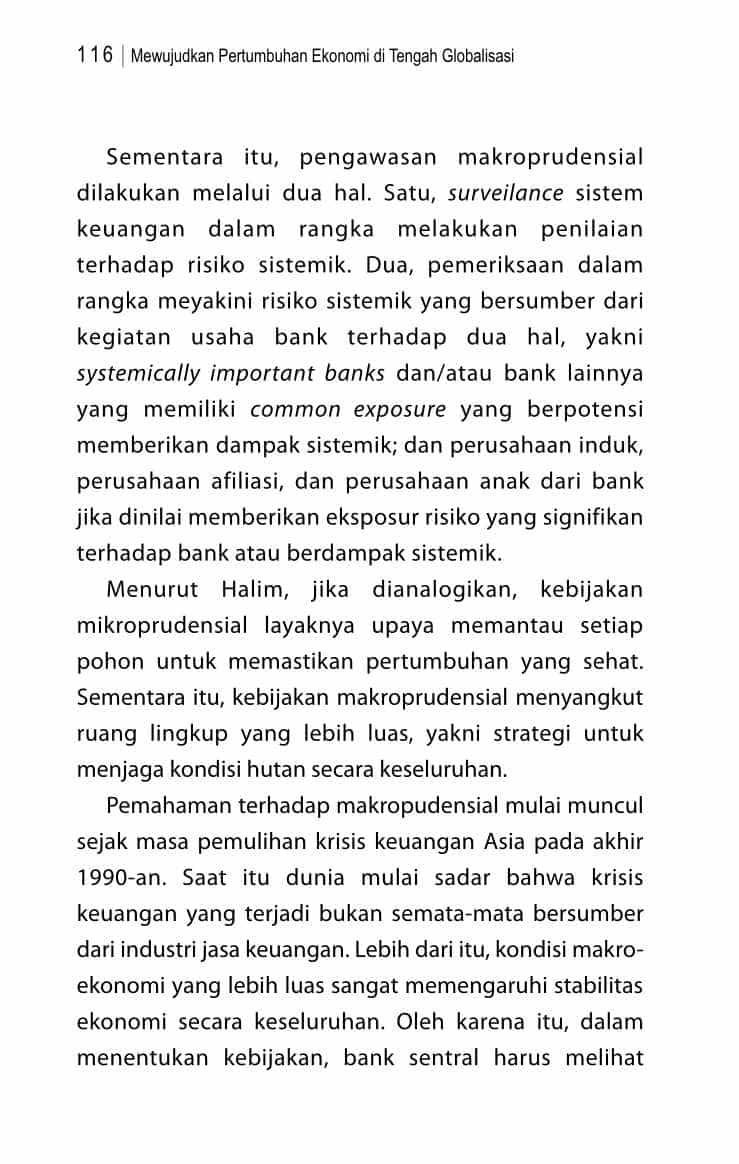 116 | Mewujudkan Pertumbuhan Ekonomi di Tengah Globalisasi
Sementara itu, pengawasan makroprudensial
dilakukan melalui dua hal. Satu, surveilance sistem
keuangan dalam rangka melakukan penilaian
terhadap risiko sistemik. Dua, pemeriksaan dalam
rangka meyakini risiko sistemik yang bersumber dari
kegiatan usaha bank terhadap dua hal, yakni
systemically important banks dan/atau bank lainnya
yang memiliki common exposure yang berpotensi
memberikan dampak sistemik; dan perusahaan induk,
perusahaan afiliasi, dan perusahaan anak dari bank
jika dinilai memberikan eksposur risiko yang signifikan
terhadap bank atau berdampak sistemik.
Menurut Halim, jika dianalogikan, kebijakan
mikroprudensial layaknya upaya memantau setiap
pohon untuk memastikan pertumbuhan yang sehat.
Sementara itu, kebijakan makroprudensial menyangkut
ruang lingkup yang lebih luas, yakni strategi untuk
menjaga kondisi hutan secara keseluruhan.
Pemahaman terhadap makropudensial mulai muncul
sejak masa pemulihan krisis keuangan Asia pada akhir
1990-an. Saat itu dunia mulai sadar bahwa krisis
keuangan yang terjadi bukan semata-mata bersumber
dari industri jasa keuangan. Lebih dari itu, kondisi makro-
ekonomi yang lebih luas sangat memengaruhi stabilitas
ekonomi secara keseluruhan. Oleh karena itu, dalam
menentukan kebijakan, bank sentral harus melihat